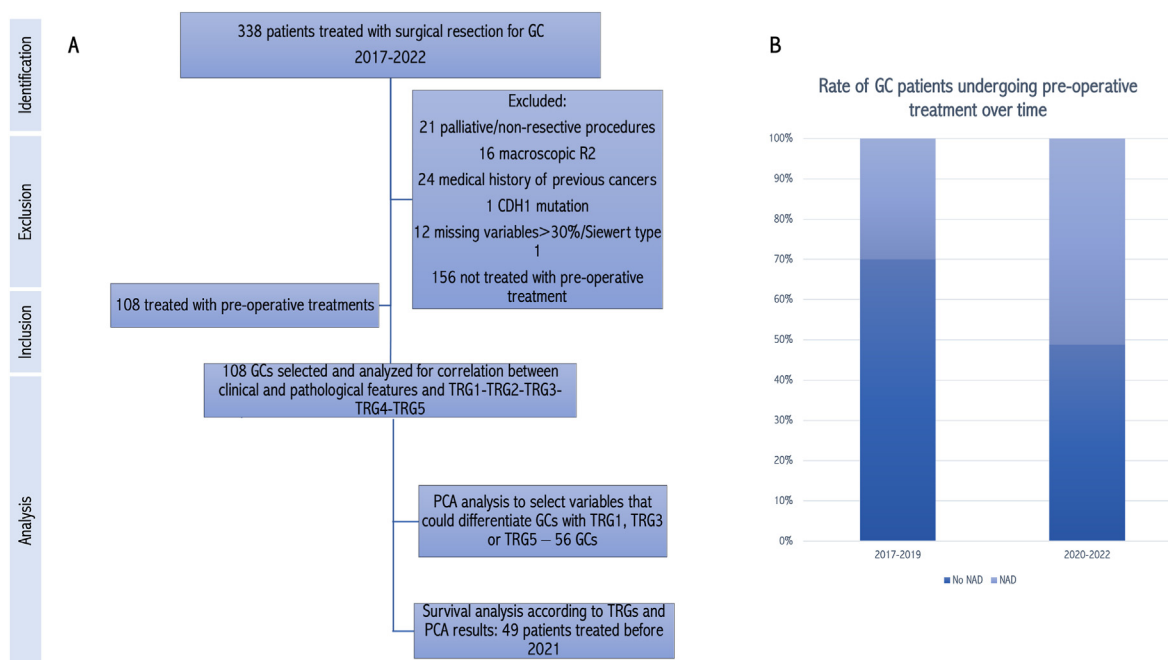 A
Identification
Exclusion
Inclusion
Analysis
338 patients treated with surgical resection for GC
2017-2022
Excluded:
21 palliative/non-resective procedures
16 macroscopic R2
24 medical history of previous cancers
1 CDH1 mutation
12 missing variables>30%/Siewert type
1
156 not treated with pre-operative
treatment
108 treated with pre-operative treatments
108 GCs selected and analyzed for correlation between
clinical and pathological features and TRG1-TRG2-TRG3-
TRG4-TRG5
PCA analysis to select variables that
could differentiate GCs with TRG1, TRG3
or TRG5 – 56 GCs
Survival analysis according to TRGs and
PCA results: 49 patients treated before
2021
B
Rate of GC patients undergoing pre-operative
treatment over time
100%
90%
80%
70%
60%
50%
40%
30%
20%
10%
0%
2017-2019
2020-2022
No NAD
NAD